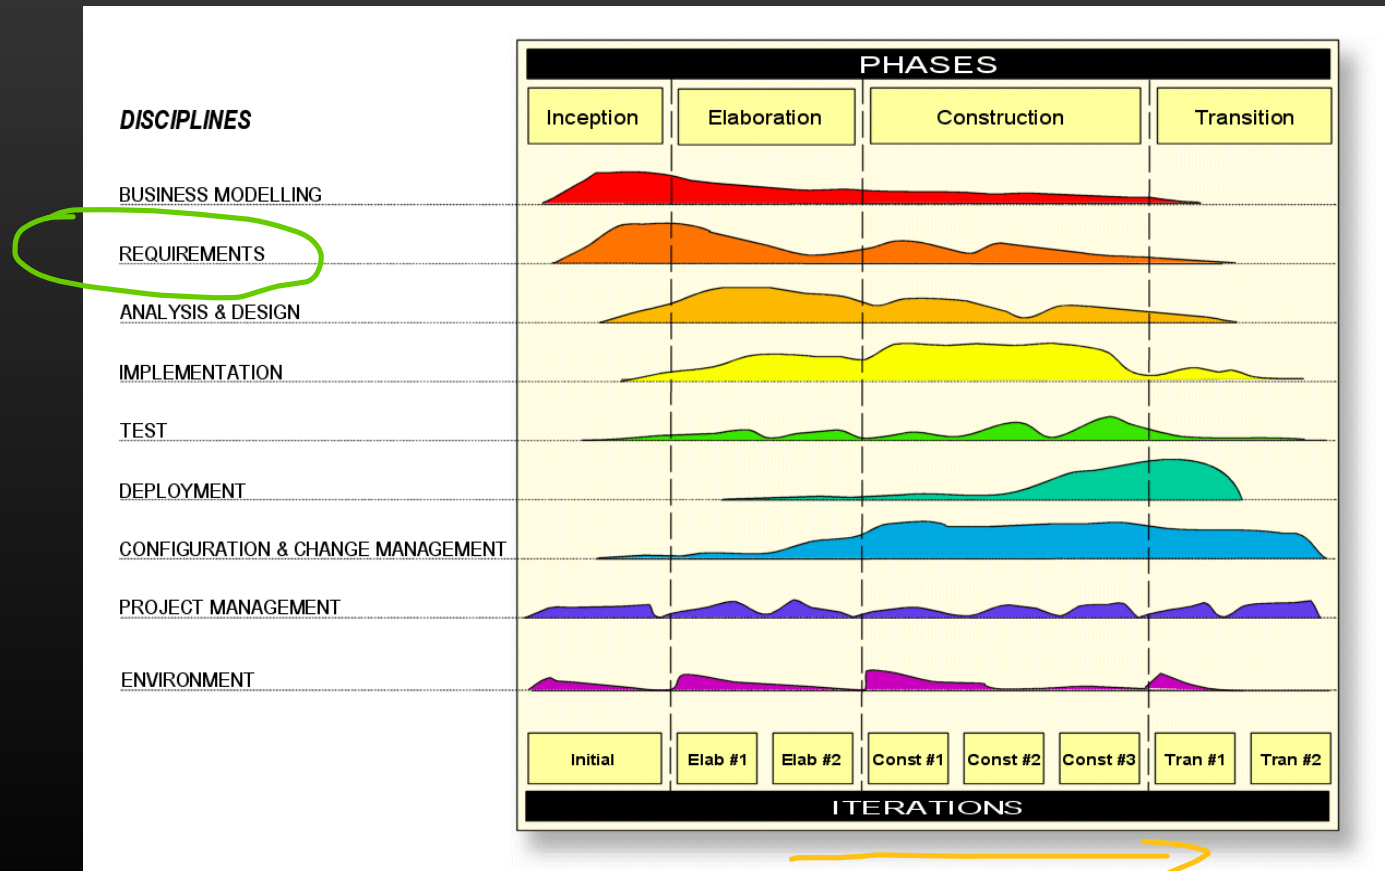 PHASES
DISCIPLINES
Inception Elaboration Construction Transition
BUSINESS MODELLING
REQUIREMENTS
ANALYSIS & DESIGN
IMPLEMENTATION
TEST
DEPLOYMENT
CONFIGURATION & CHANGE MANAGEMENT
PROJECT MANAGEMENT
ENVIRONMENT
Initial Elab #1 Elab #2 Const #1 Const #2 Const #3 Tran #1 Tran #2
ITERATIONS